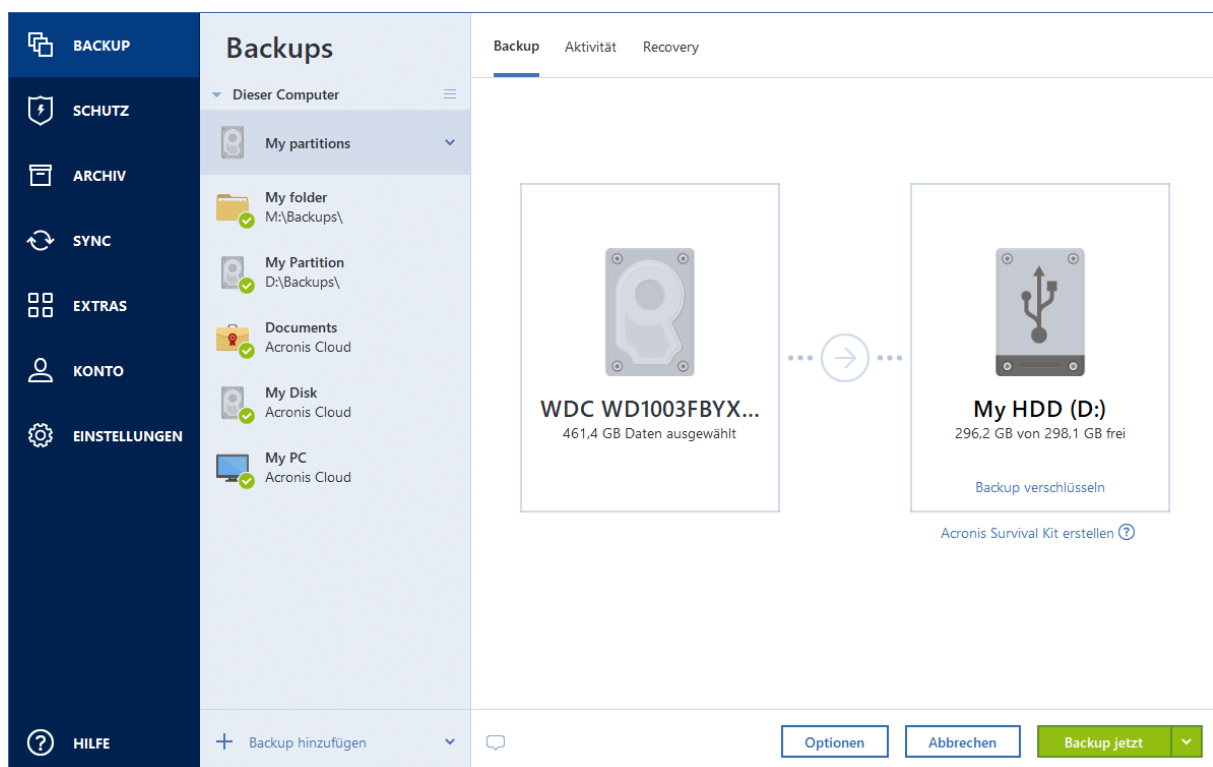 BACKUP
SCHUTZ
ARCHIV
SYNC
EXTRAS
KONTO
EINSTELLUNGEN
HILFE
Backups
Dieser Computer
My partitions
My folder
M:\Backups\
My Partition
D:\Backups\
Documents
Acronis Cloud
My Disk
Acronis Cloud
My PC
Acronis Cloud
Backup hinzufügen
Backup Aktivität Recovery
WDC WD1003FBYX...
461,4 GB Daten ausgewählt
My HDD (D:)
296,2 GB von 298,1 GB frei
Backup verschlüsseln
Acronis Survival Kit erstellen ?
Optionen Abbrechen Backup jetzt